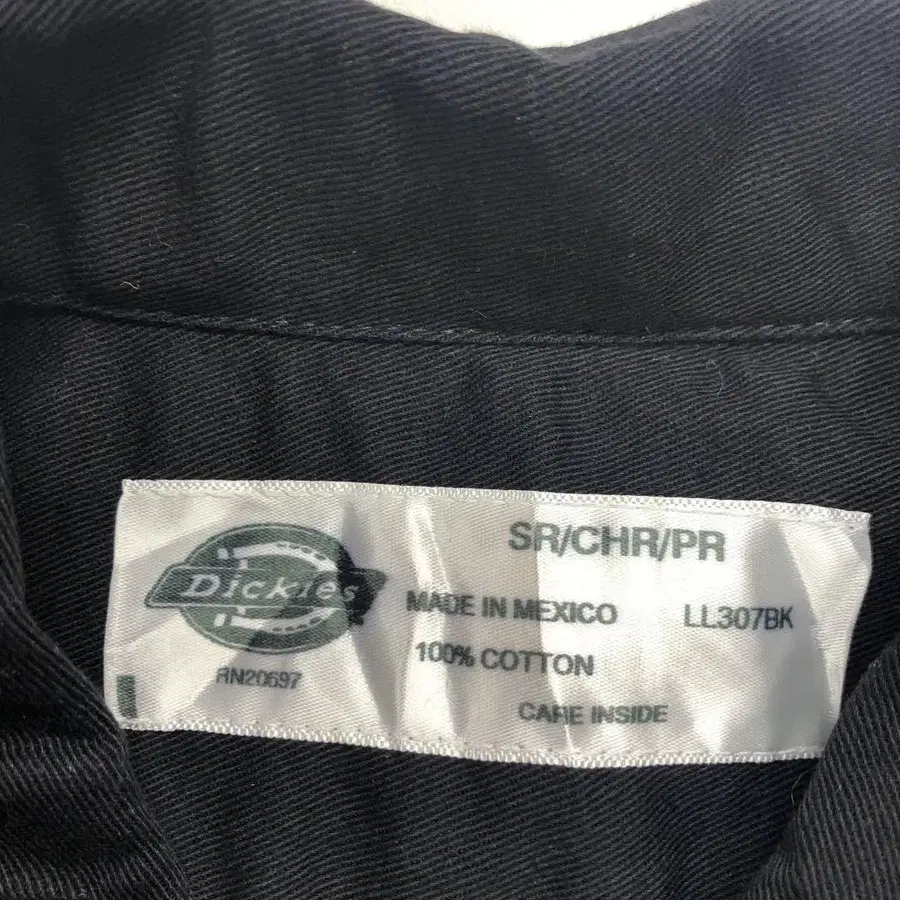 Dickies
RN20697
SR/CHR/PR
MADE IN MEXICO LL307BK
100% COTTON
CARE INSIDE